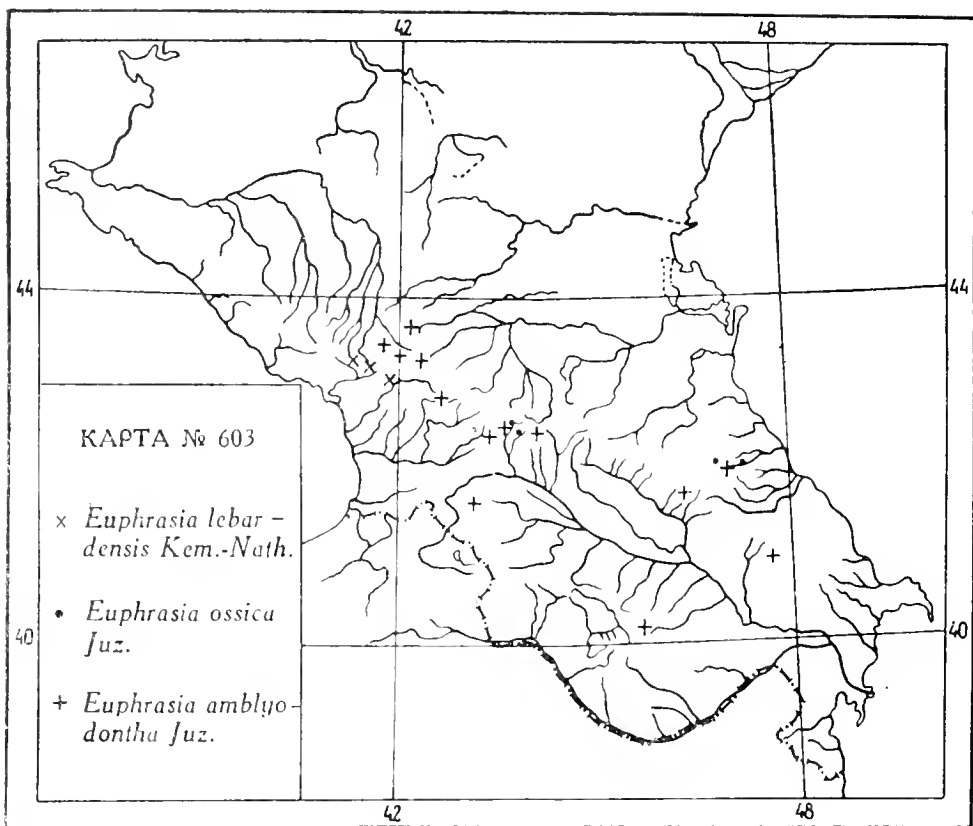 42 48
44 44
КАРТА № 603
× Euphrasia lebar-
densis Kem.-Nath.
• Euphrasia ossica
Juz.
40 40
+ Euphrasia amblyo-
dontha Juz.
42 48